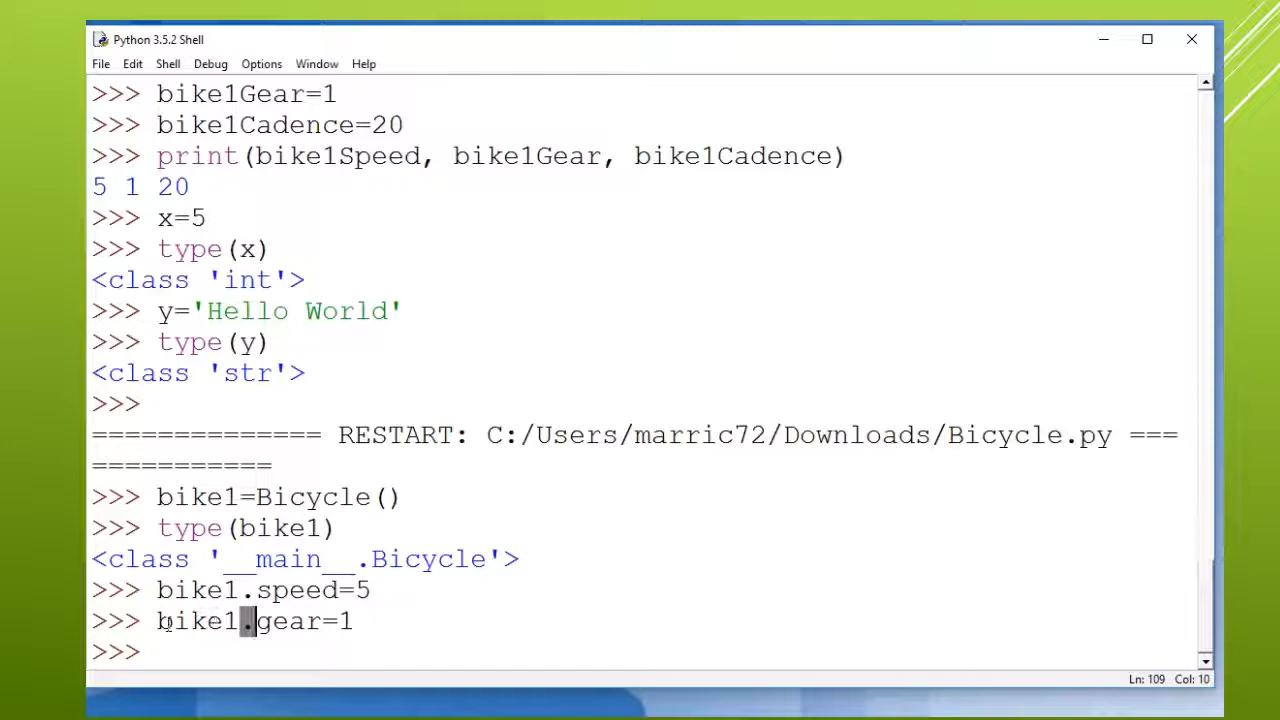 Python 3.5.2 Shell
File Edit Shell Debug Options Window Help
>>> bike1Gear=1
>>> bike1Cadence=20
>>> print(bike1Speed, bike1Gear, bike1Cadence)
5 1 20
>>> x=5
>>> type(x)
<class 'int'>
>>> y='Hello World'
>>> type(y)
<class 'str'>
>>>
============== RESTART: C:/Users/marric72/Downloads/Bicycle.py ===
===========
>>> bike1=Bicycle()
>>> type(bike1)
<class '__main__.Bicycle'>
>>> bike1.speed=5
>>> bike1.gear=1
>>>
Ln: 109 Col: 10